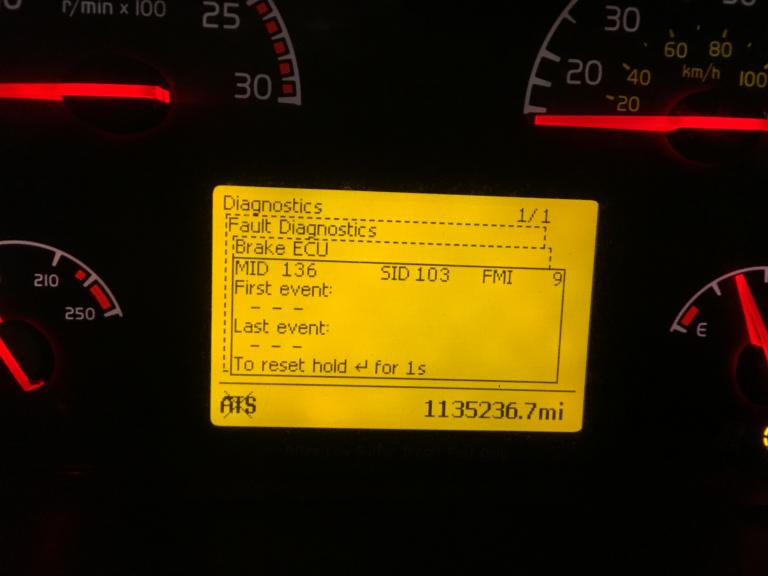 r/min x 100
25
30
30
20
60
80
40
km/h
100
20
210
250
Diagnostics 1/1
Fault Diagnostics
Brake ECU
MID 136 SID 103 FMI 9
First event:
- - -
Last event:
- - -
To reset hold ↵ for 1s
ATS 1135236.7mi
E